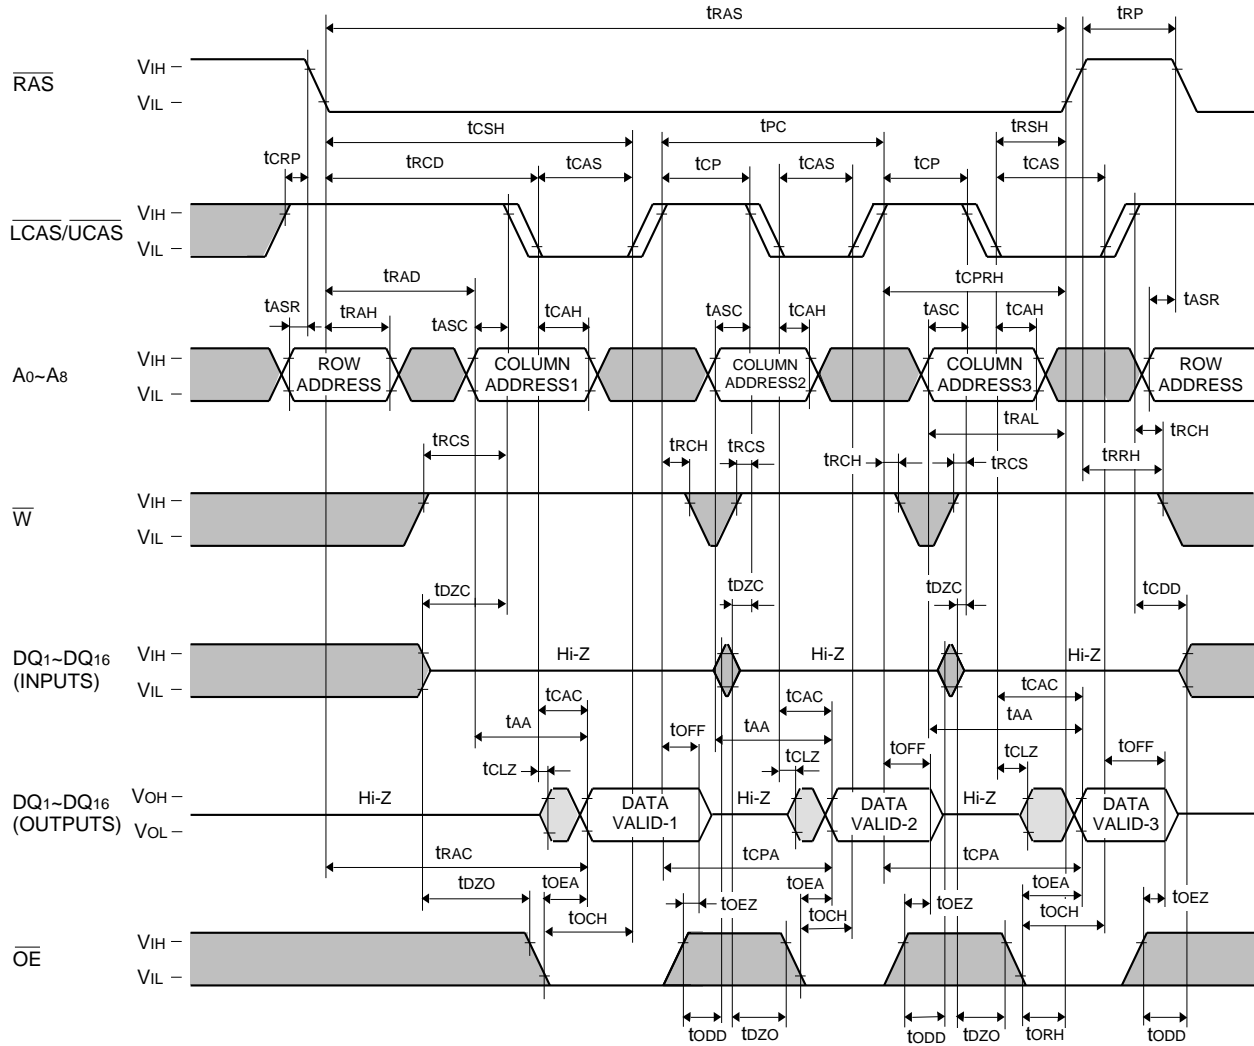 tRAS tRP
RAS VIH
VIL
tCSH tPC tRSH
tCRP tRCD tCAS tCP tCAS tCP tCAS
LCAS/UCAS VIH
VIL
tRAD tCPRH
tASR tRAH tASC tCAH tASC tCAH tASC tCAH tASR
A0~A8 VIH
VIL
ROW ADDRESS
COLUMN ADDRESS1
COLUMN ADDRESS2
COLUMN ADDRESS3
ROW ADDRESS
tRAL
tRCS tRCH tRCS tRCH tRCS tRRH tRCH
W VIH
VIL
tDZC tDZC tDZC tCDD
DQ1~DQ16 (INPUTS) VIH
VIL
Hi-Z Hi-Z Hi-Z
tCAC tCAC tCAC
tAA tAA tAA
tOFF tOFF tOFF
tCLZ tCLZ tCLZ
DQ1~DQ16 (OUTPUTS) VOH
VOL
Hi-Z
DATA VALID-1
Hi-Z
DATA VALID-2
Hi-Z
DATA VALID-3
tRAC tCPA tCPA
tDZO tOEA tOEA tOEA
tOCH tOEZ tOCH tOEZ tOCH tOEZ
OE VIH
VIL
tODD tDZO tODD tDZO tORH tODD